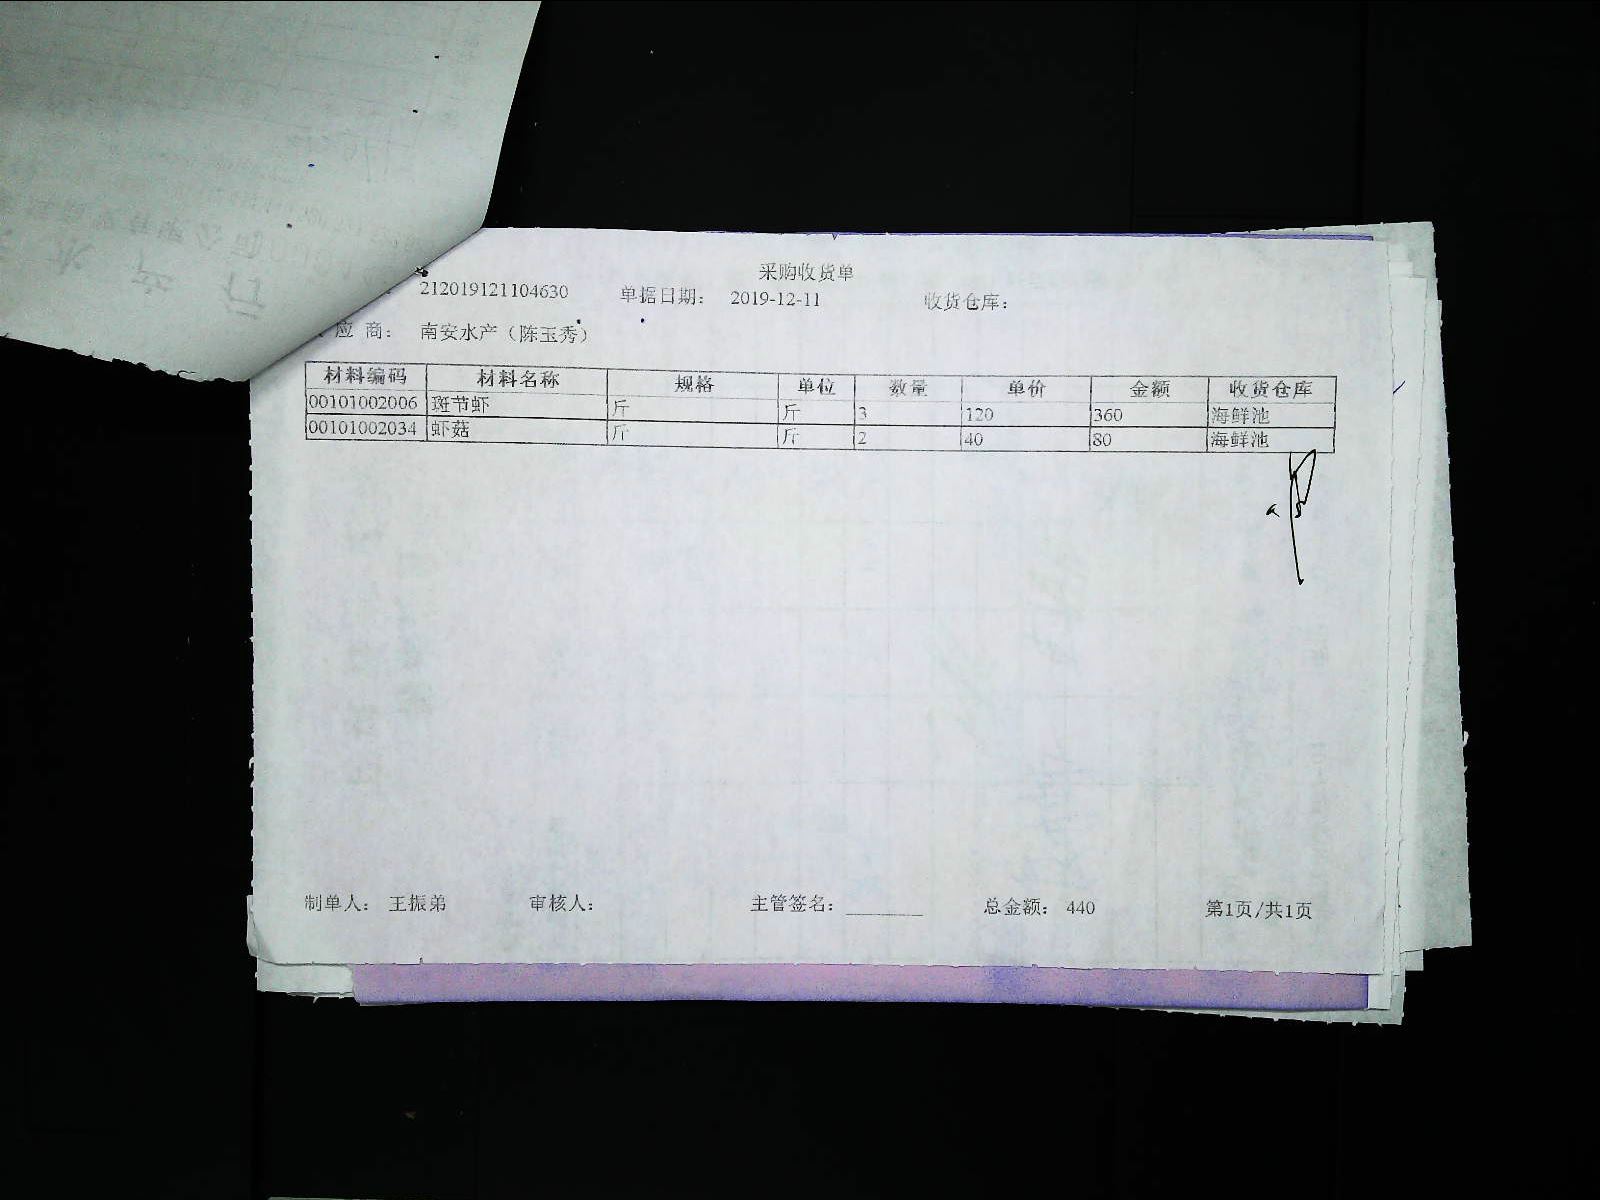 采购收货单
212019121104630 单据日期： 2019-12-11 收货仓库：
应 商： 南安水产（陈玉秀）
材料编码 材料名称 规格 单位 数量 单价 金额 收货仓库
00101002006 斑节虾 斤 斤 3 120 360 海鲜池
00101002034 虾菇 斤 斤 2 40 80 海鲜池
制单人： 王振弟 审核人： 主管签名： 总金额： 440 第1页/共1页